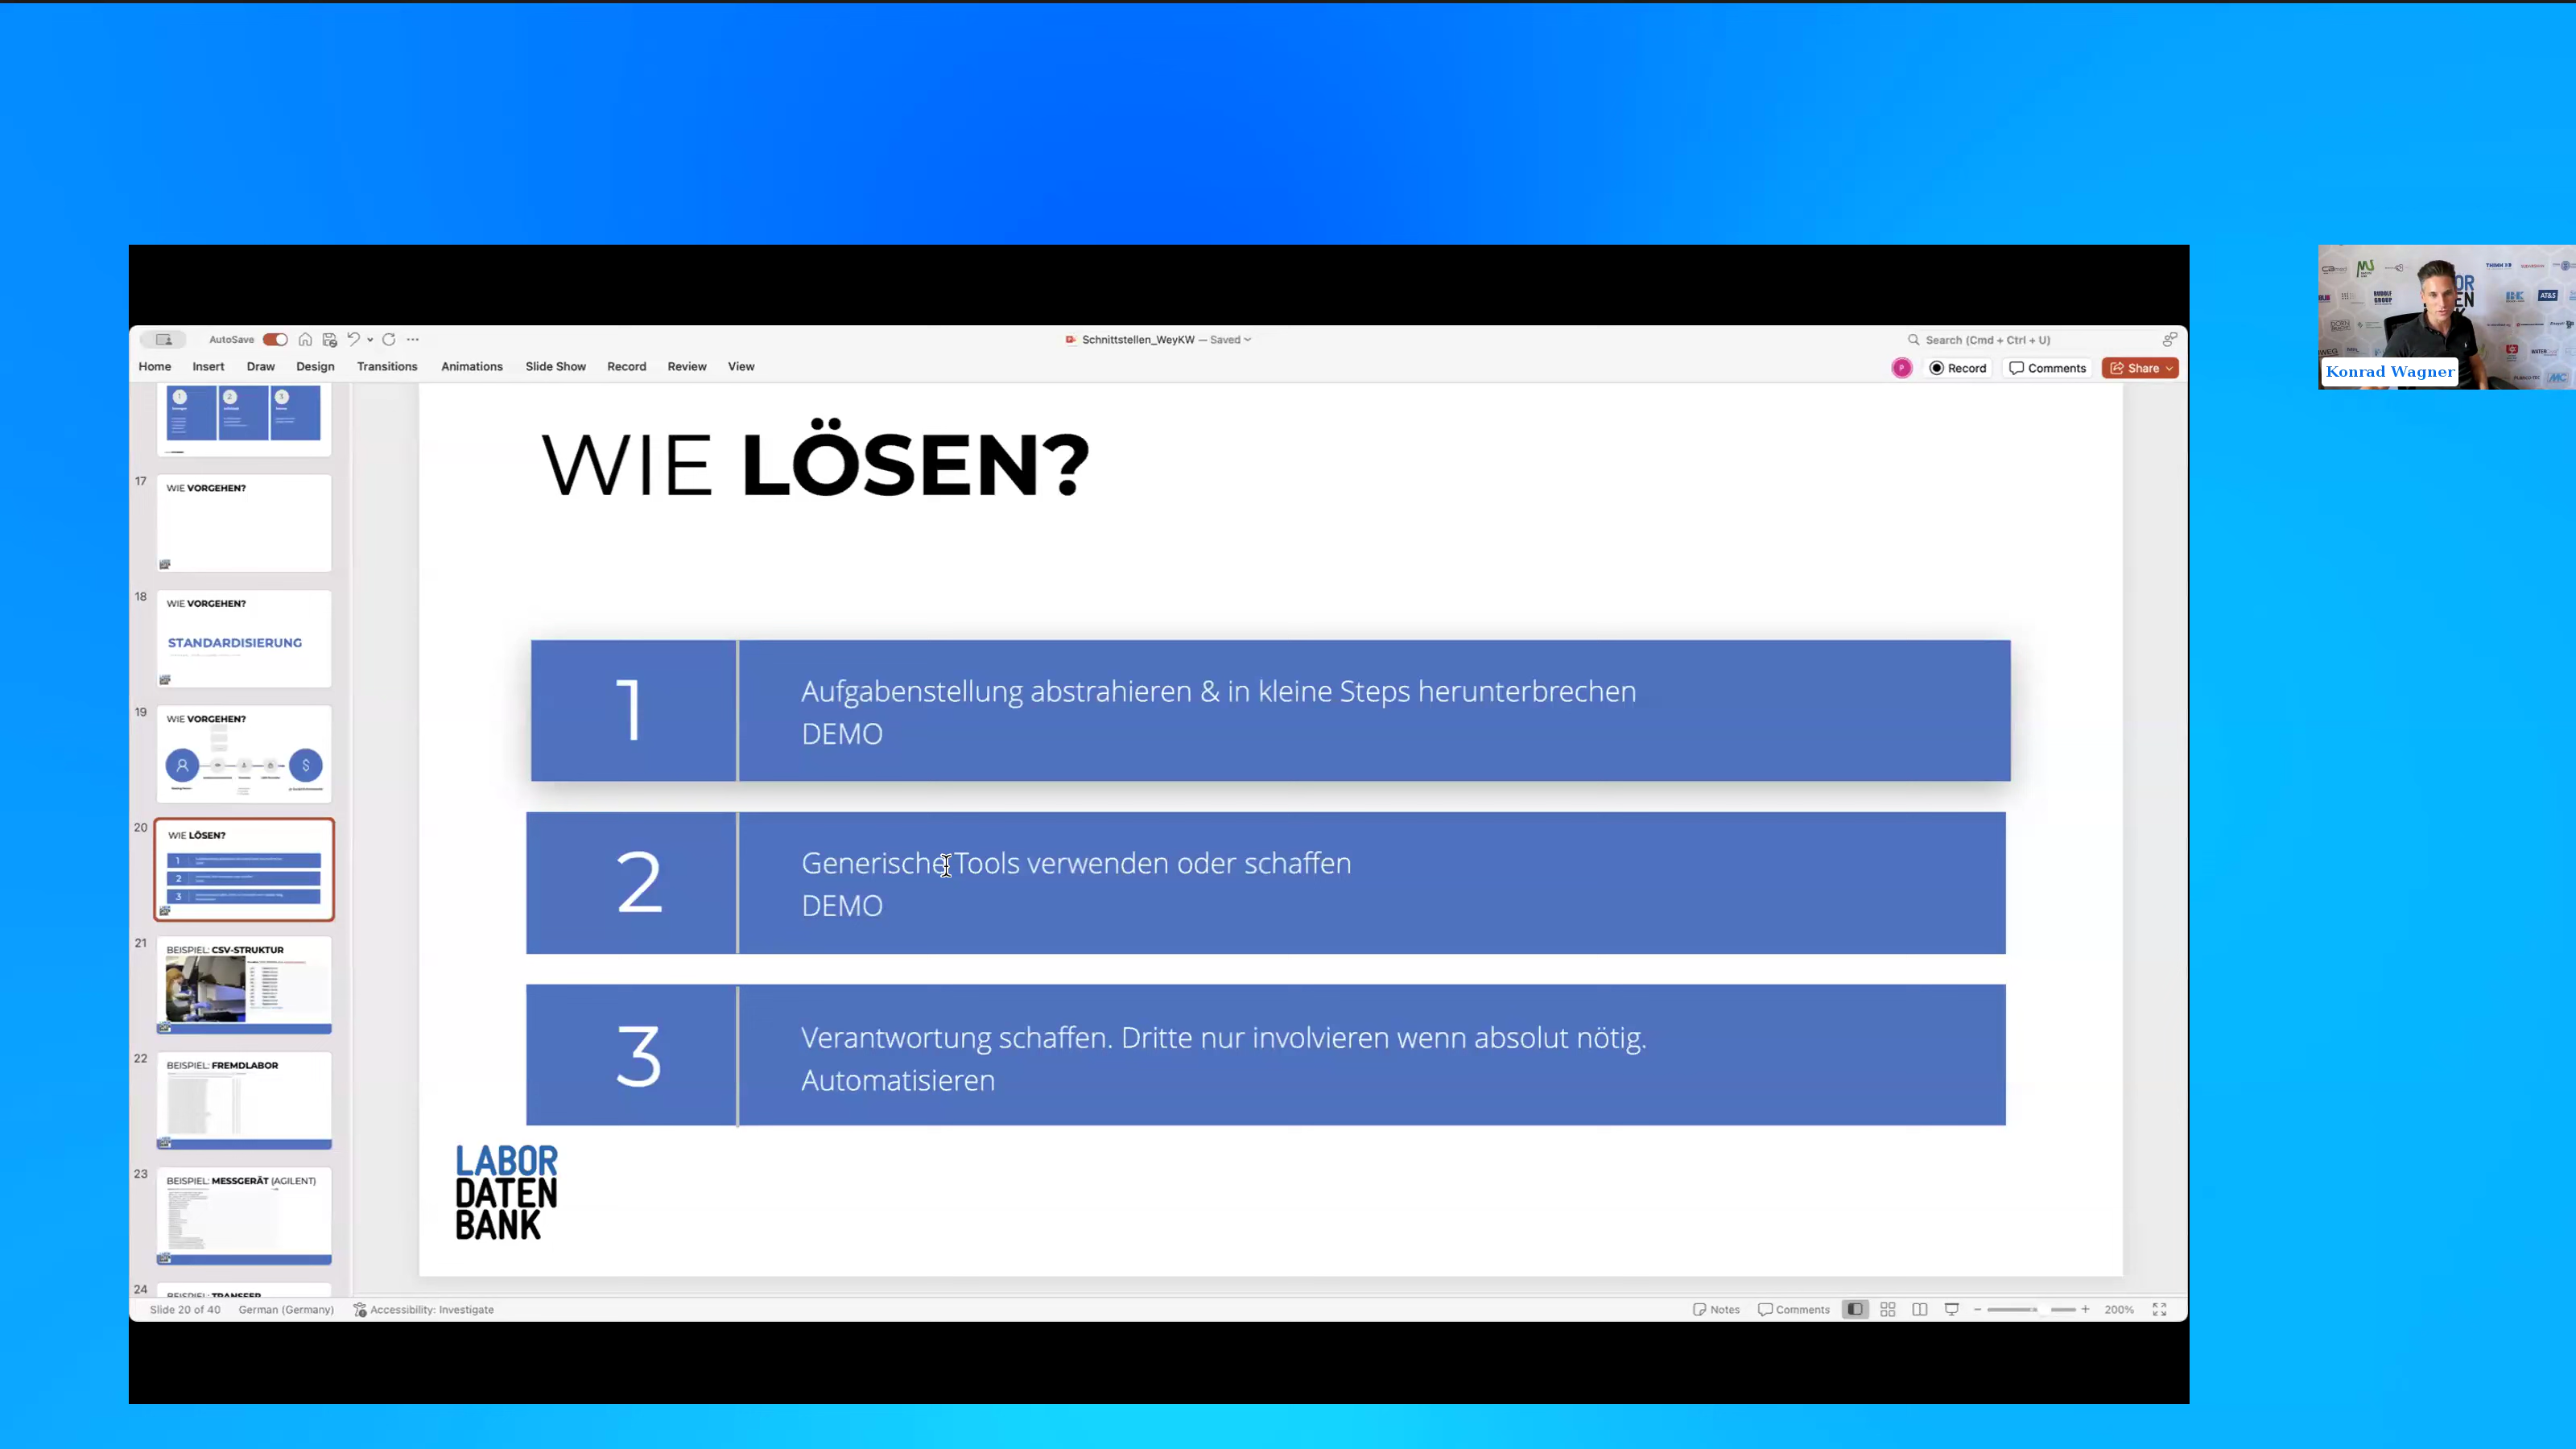 AutoSave
Schnittstellen_WeyKW — Saved
Search (Cmd + Ctrl + U)
Home Insert Draw Design Transitions Animations Slide Show Record Review View
Record Comments Share
17
WIE VORGEHEN?
18
WIE VORGEHEN?
STANDARDISIERUNG
19
WIE VORGEHEN?
20
WIE LÖSEN?
1
2
3
21
BEISPIEL: CSV-STRUKTUR
22
BEISPIEL: FREMDLABOR
23
BEISPIEL: MESSGERÄT (AGILENT)
24
BEISPIEL: TRANSFER
WIE LÖSEN?
1
Aufgabenstellung abstrahieren & in kleine Steps herunterbrechen
DEMO
2
Generische Tools verwenden oder schaffen
DEMO
3
Verantwortung schaffen. Dritte nur involvieren wenn absolut nötig.
Automatisieren
LABOR
DATEN
BANK
Slide 20 of 40 German (Germany) Accessibility: Investigate
Notes Comments 200%
Konrad Wagner